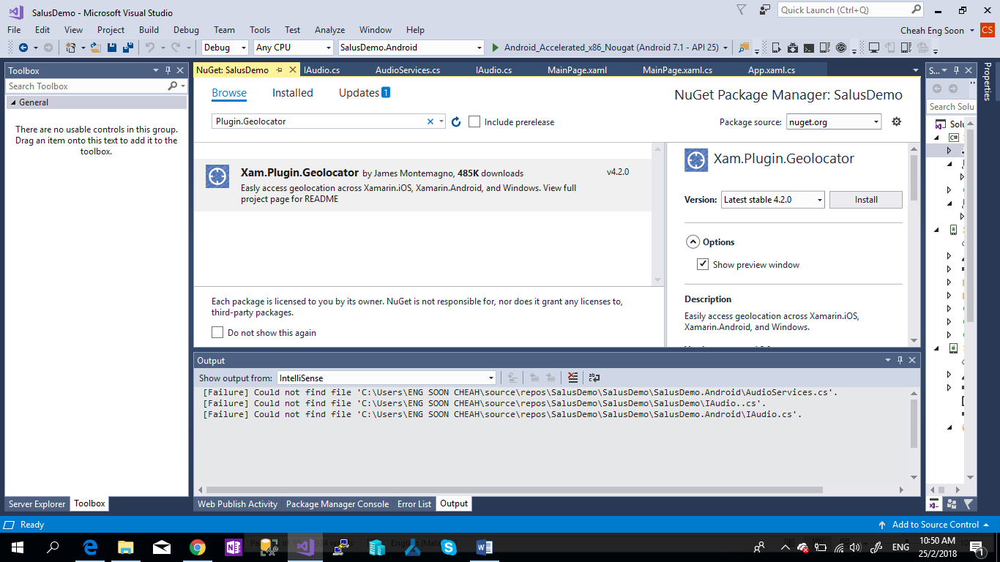 SalusDemo - Microsoft Visual Studio
Quick Launch (Ctrl+Q)
File Edit View Project Build Debug Team Tools Test Analyze Window Help
Cheah Eng Soon CS
Debug Any CPU SalusDemo.Android Android_Accelerated_x86_Nougat (Android 7.1 - API 25)
Toolbox
Search Toolbox
General
There are no usable controls in this group.
Drag an item onto this text to add it to the
toolbox.
Server Explorer Toolbox
NuGet: SalusDemo IAudio.cs AudioServices.cs IAudio.cs MainPage.xaml MainPage.xaml.cs App.xaml.cs
Browse Installed Updates 1
NuGet Package Manager: SalusDemo
Plugin.Geolocator
Include prerelease
Package source: nuget.org
Xam.Plugin.Geolocator by James Montemagno, 485K downloads
v4.2.0
Easly access geolocation across Xamarin.iOS, Xamarin.Android, and Windows. View full
project page for README
Each package is licensed to you by its owner. NuGet is not responsible for, nor does it grant any licenses to,
third-party packages.
Do not show this again
Xam.Plugin.Geolocator
Version: Latest stable 4.2.0 Install
Options
Show preview window
Description
Easly access geolocation across Xamarin.iOS,
Xamarin.Android, and Windows.
S...
Search Solu
Solu
C#
Properties
Output
Show output from: IntelliSense
[Failure] Could not find file 'C:\Users\ENG SOON CHEAH\source\repos\SalusDemo\SalusDemo\SalusDemo.Android\AudioServices.cs'.
[Failure] Could not find file 'C:\Users\ENG SOON CHEAH\source\repos\SalusDemo\SalusDemo\SalusDemo\IAudio..cs'.
[Failure] Could not find file 'C:\Users\ENG SOON CHEAH\source\repos\SalusDemo\SalusDemo\SalusDemo.Android\IAudio.cs'.
Web Publish Activity Package Manager Console Error List Output
Ready
Add to Source Control
ENG
10:50 AM
25/2/2018
1